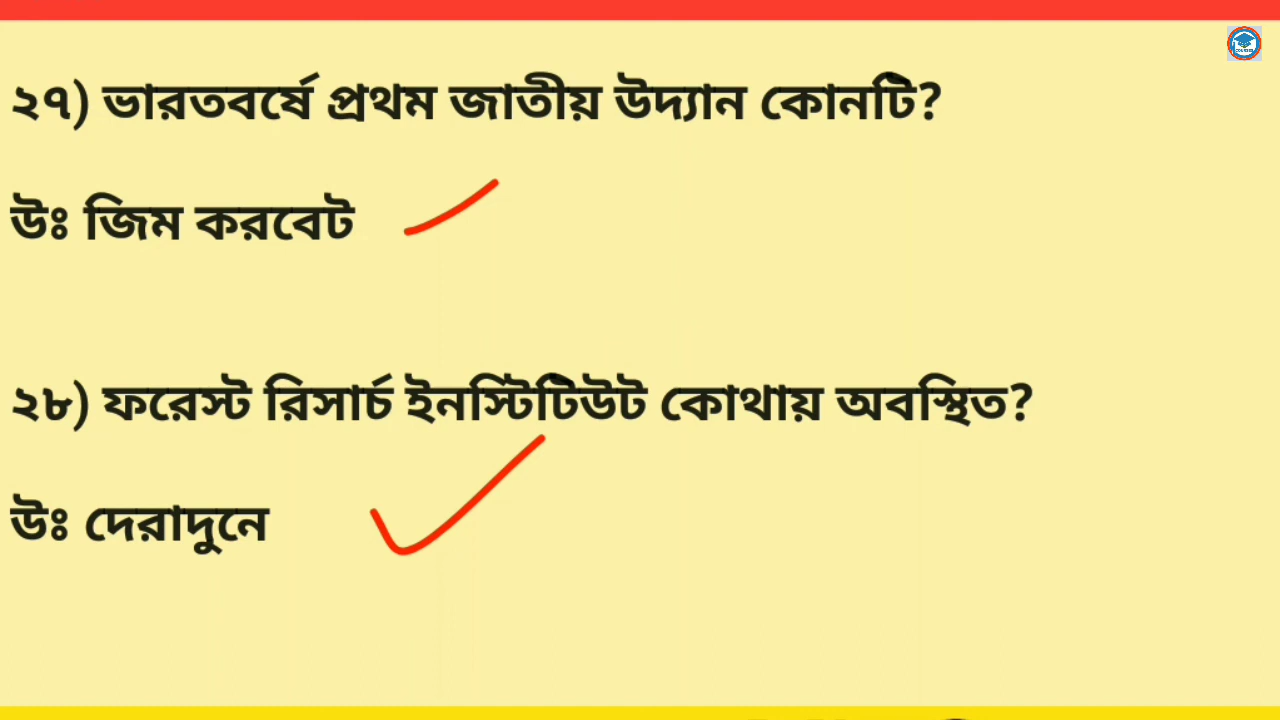 ২৭) ভারতবর্ষে প্রথম জাতীয় উদ্যান কোনটি?
উঃ জিম করবেট
২৮) ফরেস্ট রিসার্চ ইনস্টিটিউট কোথায় অবস্থিত?
উঃ দেরাদুনে